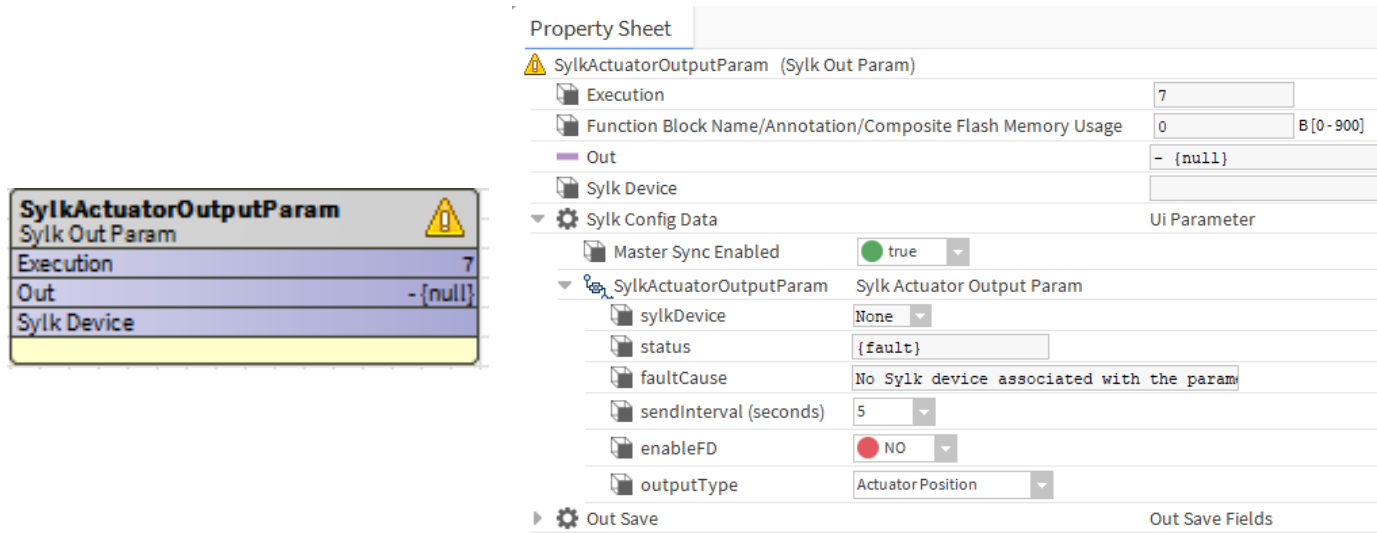 SylkActuatorOutputParam
Sylk Out Param
Execution 7
Out - {null}
Sylk Device
Property Sheet
SylkActuatorOutputParam (Sylk Out Param)
Execution 7
Function Block Name/Annotation/Composite Flash Memory Usage 0 B [0 - 900]
Out - {null}
Sylk Device
Sylk Config Data Ui Parameter
Master Sync Enabled true
SylkActuatorOutputParam Sylk Actuator Output Param
sylkDevice None
status {fault}
faultCause No Sylk device associated with the param
sendInterval (seconds) 5
enableFD NO
outputType Actuator Position
Out Save Out Save Fields